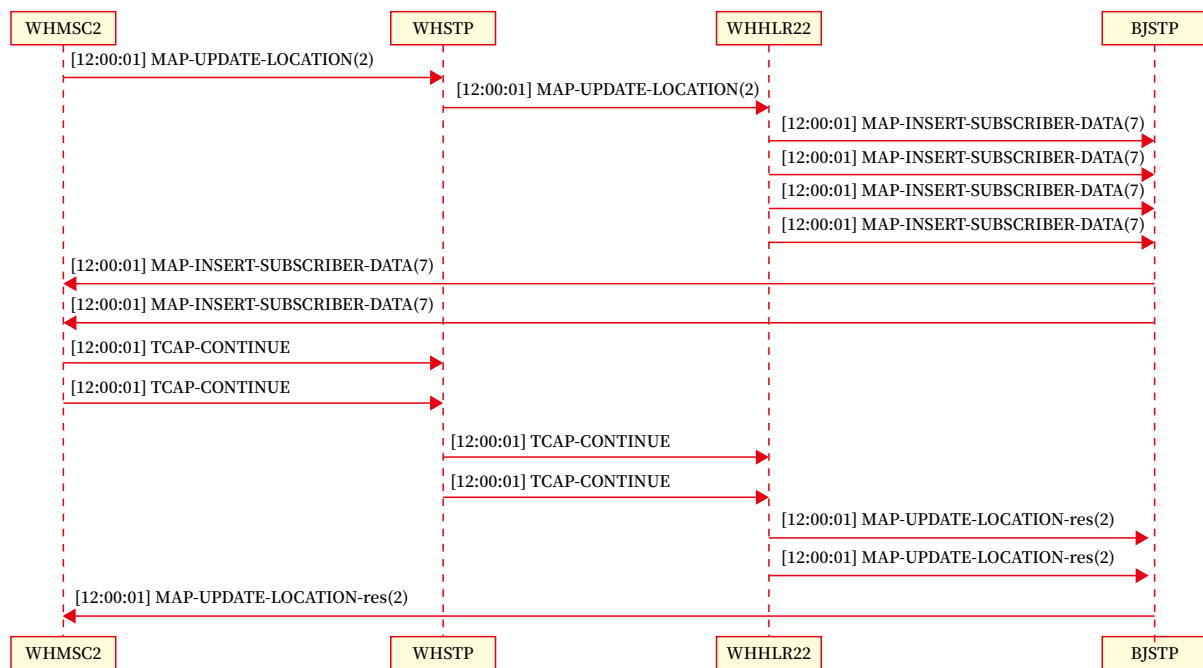 WHMSC2 WHSTP WHHLR22 BJSTP
[12:00:01] MAP-UPDATE-LOCATION(2)
[12:00:01] MAP-UPDATE-LOCATION(2)
[12:00:01] MAP-INSERT-SUBSCRIBER-DATA(7)
[12:00:01] MAP-INSERT-SUBSCRIBER-DATA(7)
[12:00:01] MAP-INSERT-SUBSCRIBER-DATA(7)
[12:00:01] MAP-INSERT-SUBSCRIBER-DATA(7)
[12:00:01] MAP-INSERT-SUBSCRIBER-DATA(7)
[12:00:01] MAP-INSERT-SUBSCRIBER-DATA(7)
[12:00:01] TCAP-CONTINUE
[12:00:01] TCAP-CONTINUE
[12:00:01] TCAP-CONTINUE
[12:00:01] TCAP-CONTINUE
[12:00:01] MAP-UPDATE-LOCATION-res(2)
[12:00:01] MAP-UPDATE-LOCATION-res(2)
[12:00:01] MAP-UPDATE-LOCATION-res(2)
WHMSC2 WHSTP WHHLR22 BJSTP